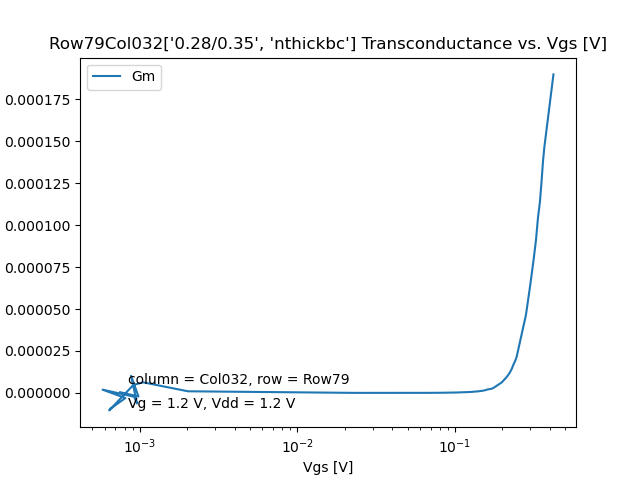 Row79Col032['0.28/0.35', 'nthickbc'] Transconductance vs. Vgs [V]
Gm
0.000175
0.000150
0.000125
0.000100
0.000075
0.000050
0.000025
0.000000
column = Col032, row = Row79
Vg = 1.2 V, Vdd = 1.2 V
10⁻³ 10⁻² 10⁻¹
Vgs [V]